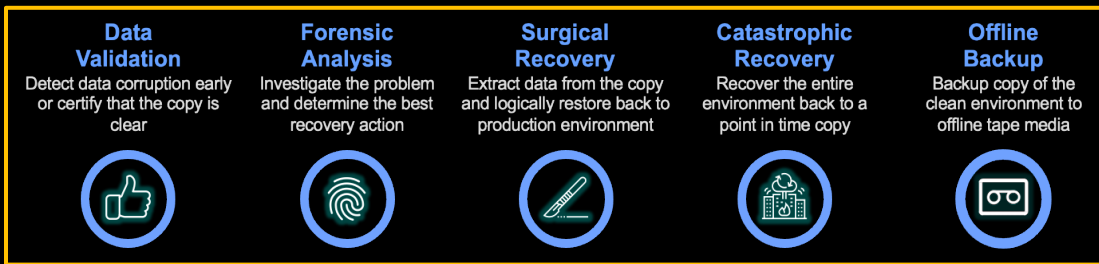 Data
Validation
Detect data corruption early
or certify that the copy is
clear
Forensic
Analysis
Investigate the problem
and determine the best
recovery action
Surgical
Recovery
Extract data from the copy
and logically restore back to
production environment
Catastrophic
Recovery
Recover the entire
environment back to a
point in time copy
Offline
Backup
Backup copy of the
clean environment to
offline tape media